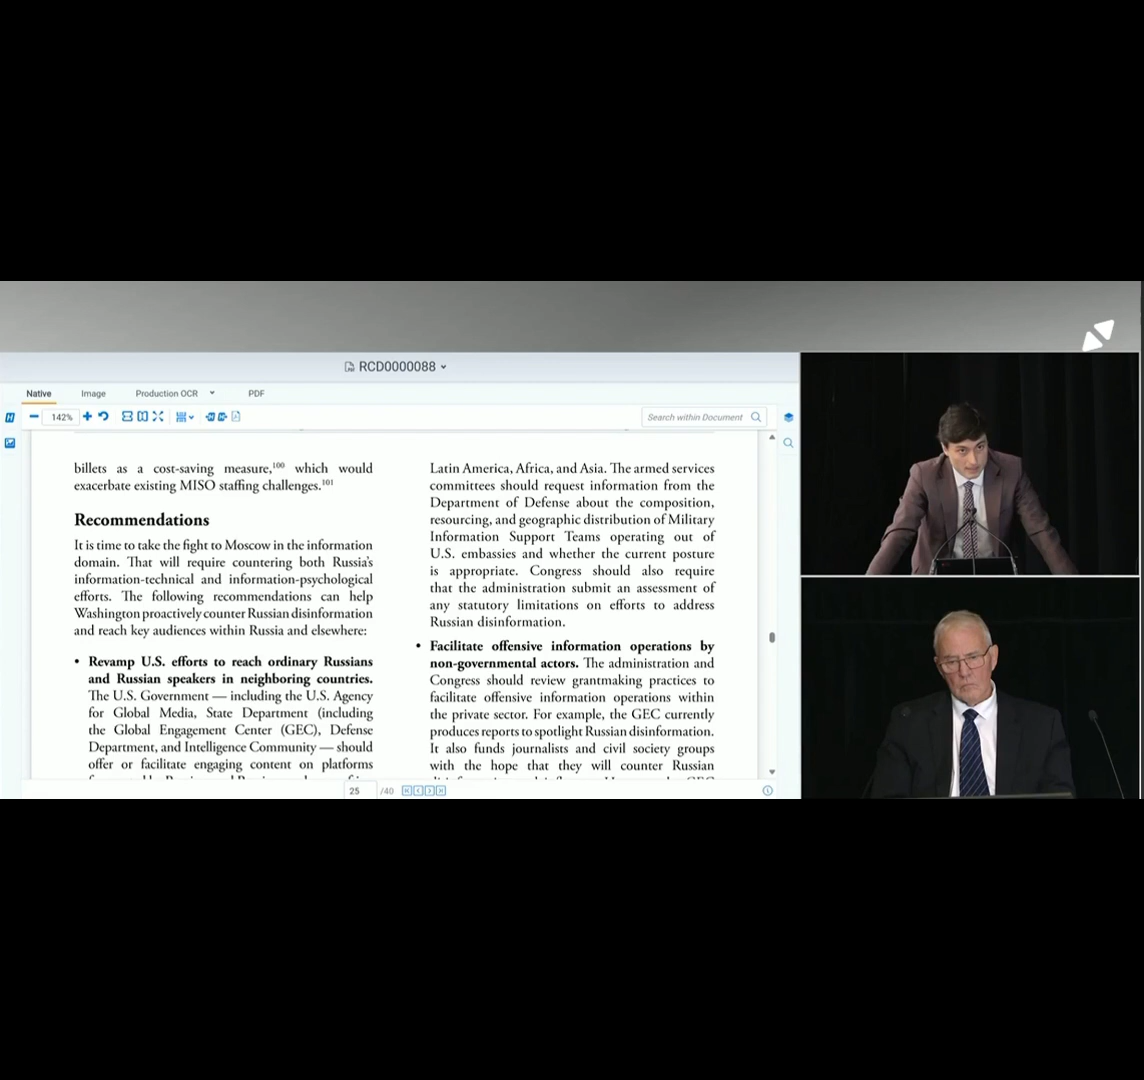 RCD0000088
Native Image Production OCR PDF
142%
Search within Document
billets as a cost-saving measure,¹⁰⁰ which would
exacerbate existing MISO staffing challenges.¹⁰¹
Recommendations
It is time to take the fight to Moscow in the information
domain. That will require countering both Russia's
information-technical and information-psychological
efforts. The following recommendations can help
Washington proactively counter Russian disinformation
and reach key audiences within Russia and elsewhere:
• Revamp U.S. efforts to reach ordinary Russians
and Russian speakers in neighboring countries.
The U.S. Government — including the U.S. Agency
for Global Media, State Department (including
the Global Engagement Center (GEC), Defense
Department, and Intelligence Community — should
offer or facilitate engaging content on platforms
Latin America, Africa, and Asia. The armed services
committees should request information from the
Department of Defense about the composition,
resourcing, and geographic distribution of Military
Information Support Teams operating out of
U.S. embassies and whether the current posture
is appropriate. Congress should also require
that the administration submit an assessment of
any statutory limitations on efforts to address
Russian disinformation.
• Facilitate offensive information operations by
non-governmental actors. The administration and
Congress should review grantmaking practices to
facilitate offensive information operations within
the private sector. For example, the GEC currently
produces reports to spotlight Russian disinformation.
It also funds journalists and civil society groups
with the hope that they will counter Russian
25 /40